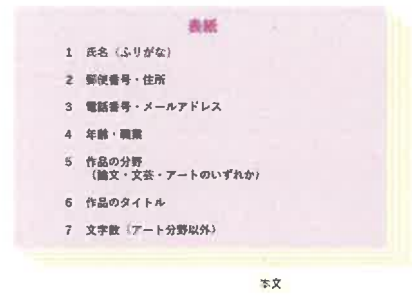 表紙
1 氏名（ふりがな）
2 郵便番号・住所
3 電話番号・メールアドレス
4 年齢・職業
5 作品の分野
（論文・文芸・アートのいずれか）
6 作品のタイトル
7 文字数（アート分野以外）
本文